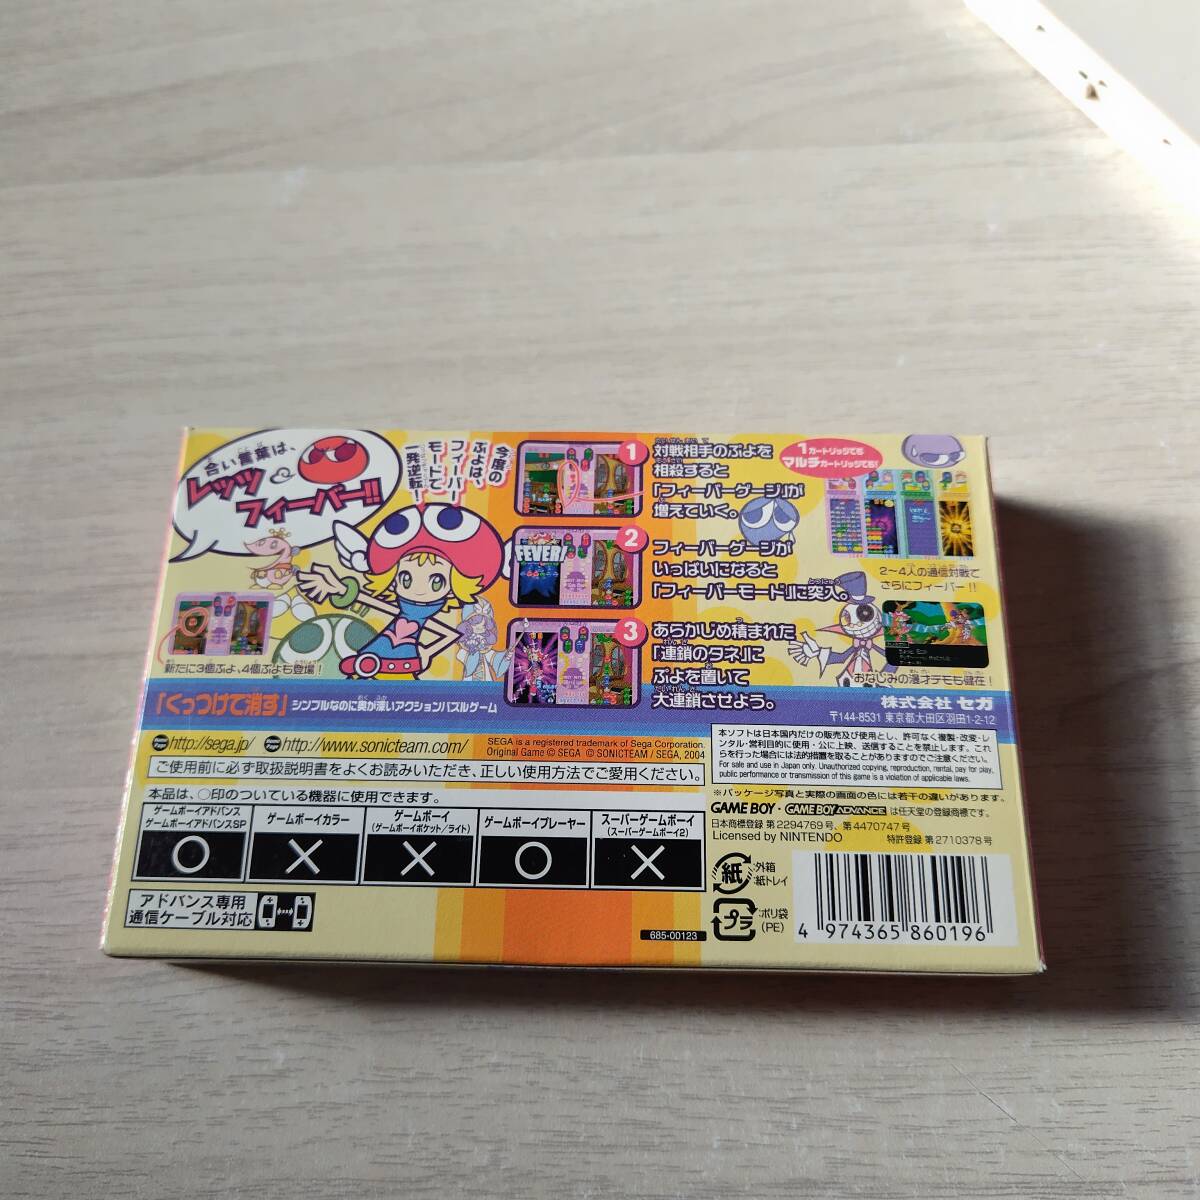 合い言葉は、
レッツ&
フィーバー!!
今度の
ぷよは、
フィーバー
モードで
一発逆転!
1
対戦相手のぷよを
相殺すると
「フィーバーゲージ」が
増えていく。
2
FEVER!
フィーバーゲージが
いっぱいになると
「フィーバーモード」に突入。
3
あらかじめ積まれた
「連鎖のタネ」に
ぷよを置いて
大連鎖させよう。
1カートリッジでも
マルチカートリッジでも!
2〜4人の通信対戦で
さらにフィーバー!!
おなじみの漫才デモも健在!
新たに3個ぷよ、4個ぷよも登場!
「くっつけて消す」シンプルなのに奥が深いアクションパズルゲーム
株式会社 セガ
〒144-8531 東京都大田区羽田1-2-12
http://sega.jp/ http://www.sonicteam.com/
SEGA is a registered trademark of Sega Corporation.
Original Game © SEGA © SONICTEAM / SEGA, 2004
ご使用前に必ず取扱説明書をよくお読みいただき、正しい使用方法でご愛用ください。
本ソフトは日本国内だけの販売及び使用とし、許可なく複製・改変・レ
ンタル・営利目的に使用・公に上映、送信することを禁止します。これ
らを行った場合には法的措置を取ることがありますのでご注意ください。
For sale and use in Japan only. Unauthorized copying, reproduction, rental, pay for play,
public performance or transmission of this game is a violation of applicable laws.
※パッケージ写真と実際の画面の色には若干の違いがあります。
GAME BOY・GAME BOY ADVANCE は任天堂の登録商標です。
日本商標登録 第2294769号、第4470747号
Licensed by NINTENDO 特許登録 第2710378号
本品は、○印のついている機器に使用できます。
ゲームボーイアドバンス
ゲームボーイアドバンスSP
○
ゲームボーイカラー
×
ゲームボーイ
(ゲームボーイポケット/ライト)
×
ゲームボーイプレーヤー
○
スーパーゲームボーイ
(スーパーゲームボーイ2)
×
アドバンス専用
通信ケーブル対応
685-00123
紙
外箱
紙トレイ
プラ
ポリ袋
(PE)
4 974365 860196